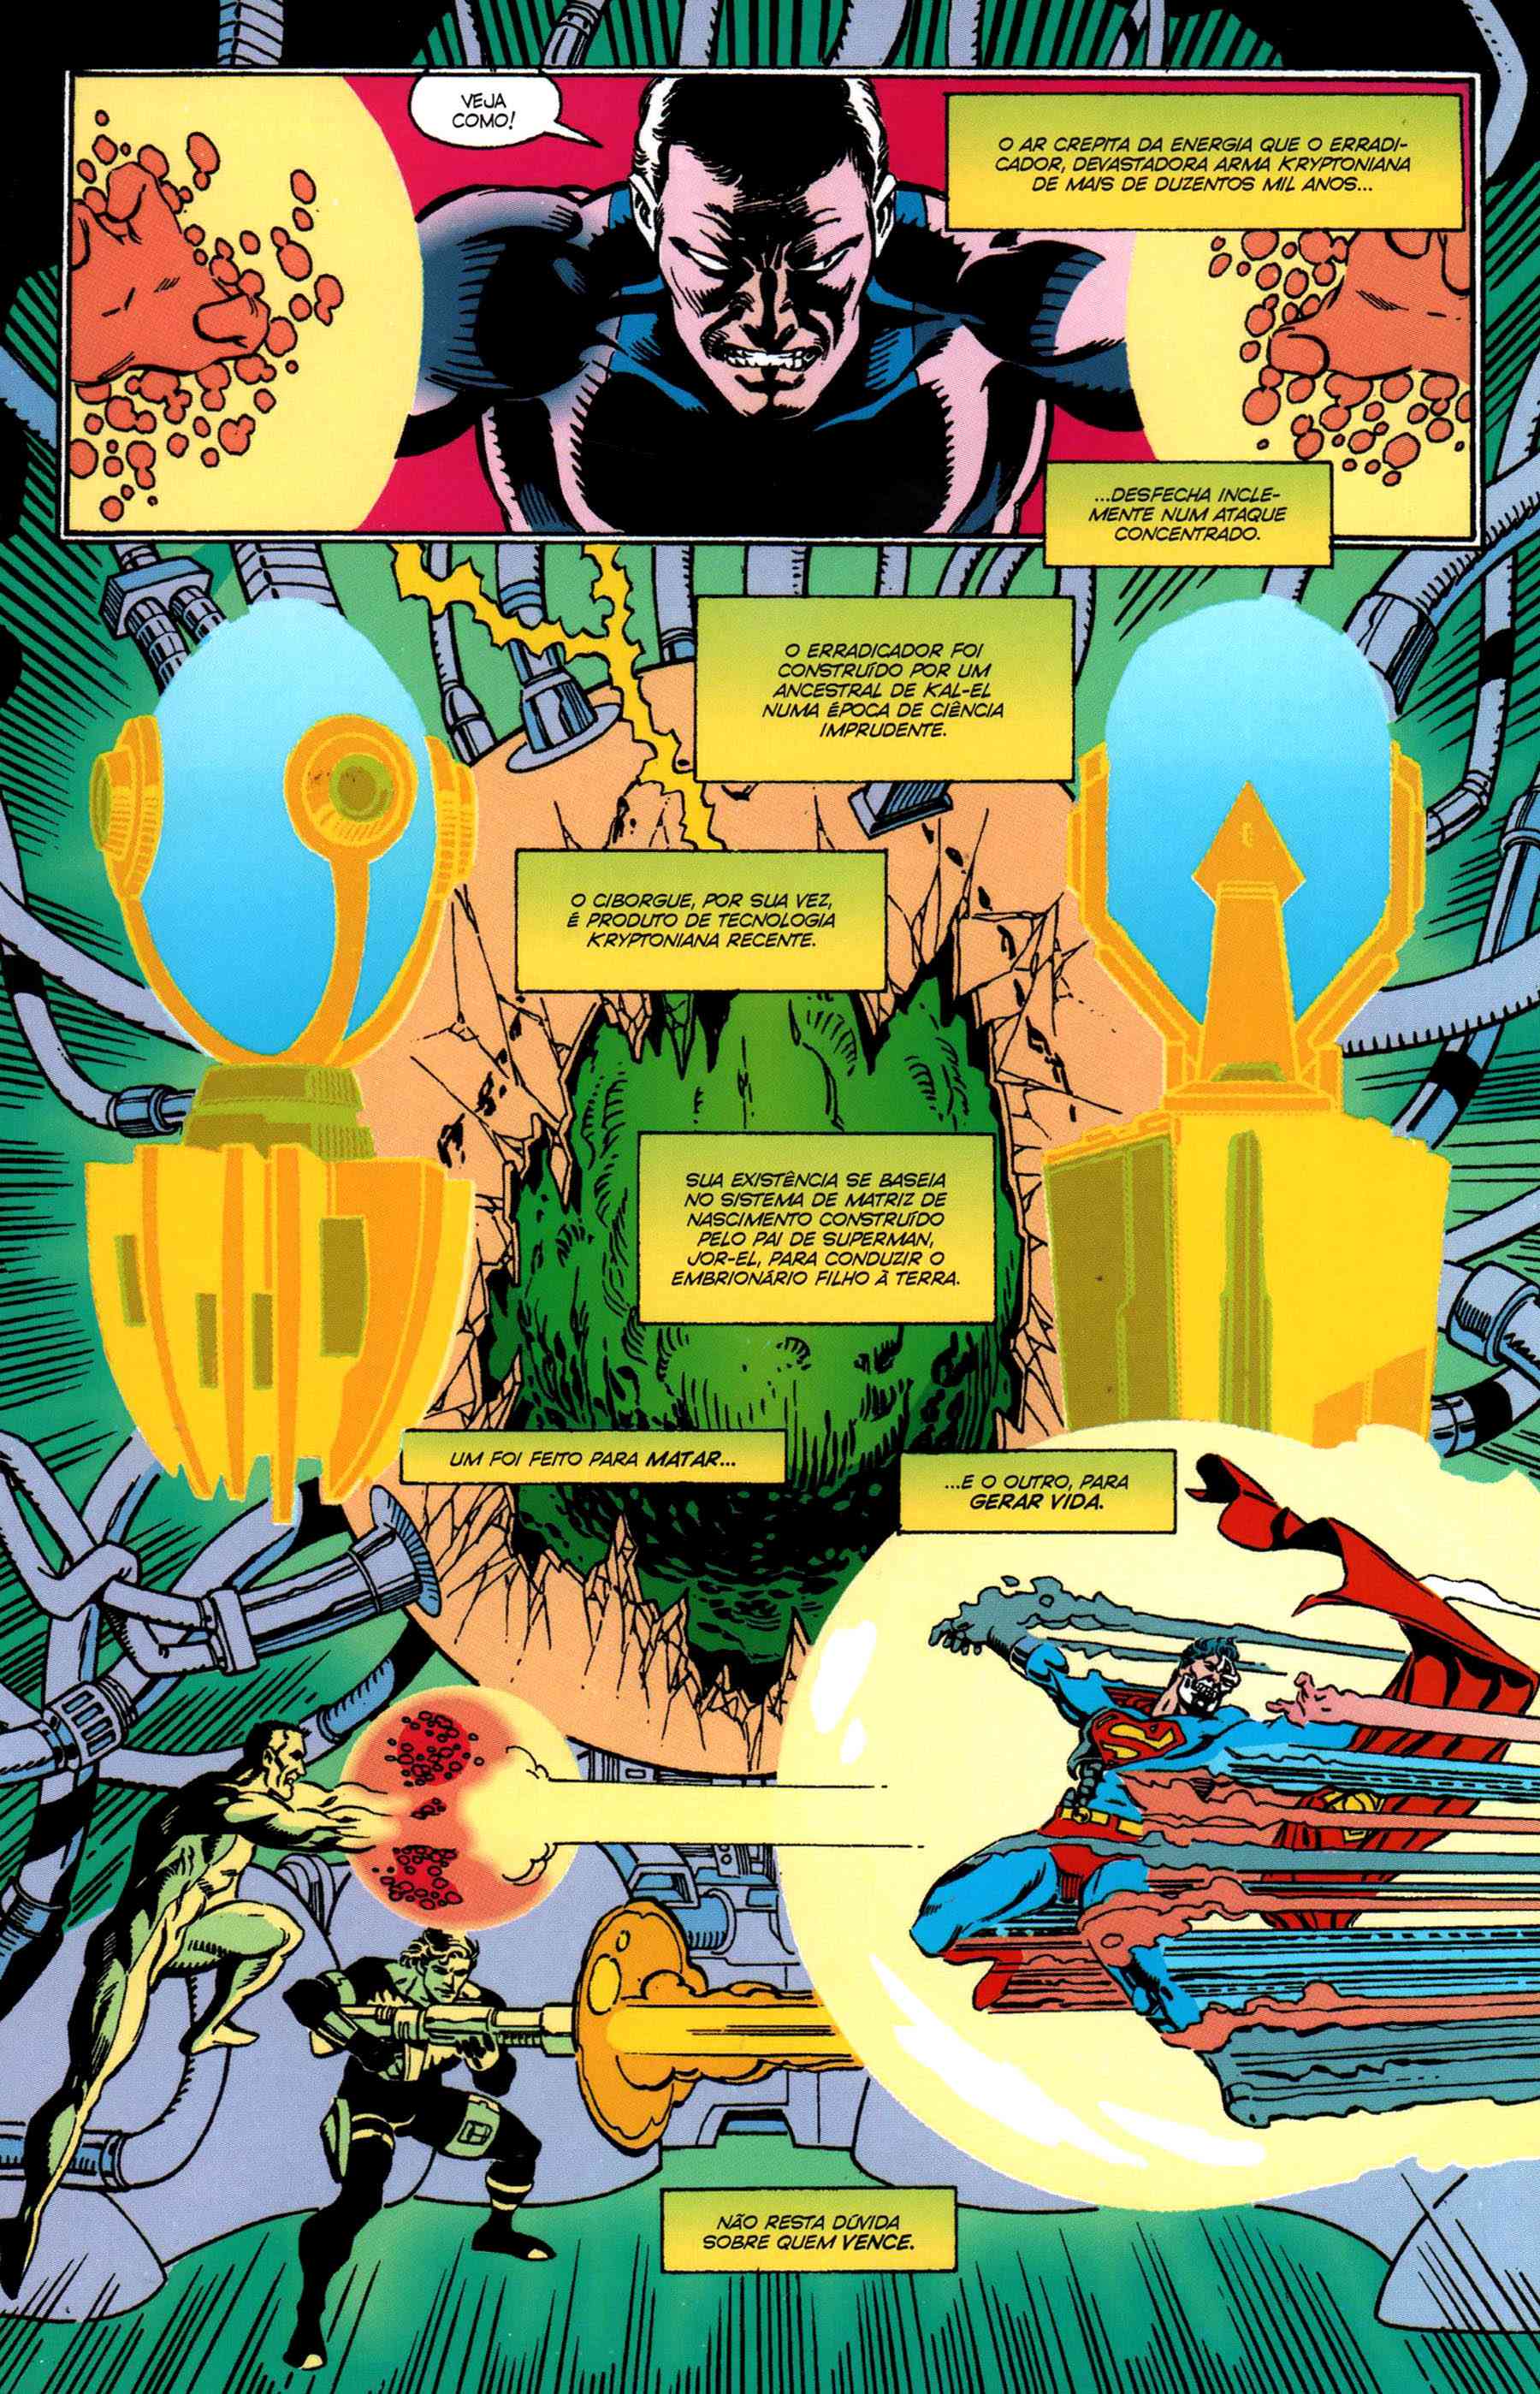 VEJA
COMO!
O AR CREPITA DA ENERGIA QUE O ERRADI-
CADOR, DEVASTADORA ARMA KRYPTONIANA
DE MAIS DE DUZENTOS MIL ANOS...
...DESFECHA INCLE-
MENTE NUM ATAQUE
CONCENTRADO.
O ERRADICADOR FOI
CONSTRUÍDO POR UM
ANCESTRAL DE KAL-EL
NUMA ÉPOCA DE CIÊNCIA
IMPRUDENTE.
O CIBORGUE, POR SUA VEZ,
É PRODUTO DE TECNOLOGIA
KRYPTONIANA RECENTE.
SUA EXISTÊNCIA SE BASEIA
NO SISTEMA DE MATRIZ DE
NASCIMENTO CONSTRUÍDO
PELO PAI DE SUPERMAN,
JOR-EL, PARA CONDUZIR O
EMBRIONÁRIO FILHO À TERRA.
UM FOI FEITO PARA MATAR...
...E O OUTRO, PARA
GERAR VIDA.
NÃO RESTA DÚVIDA
SOBRE QUEM VENCE.